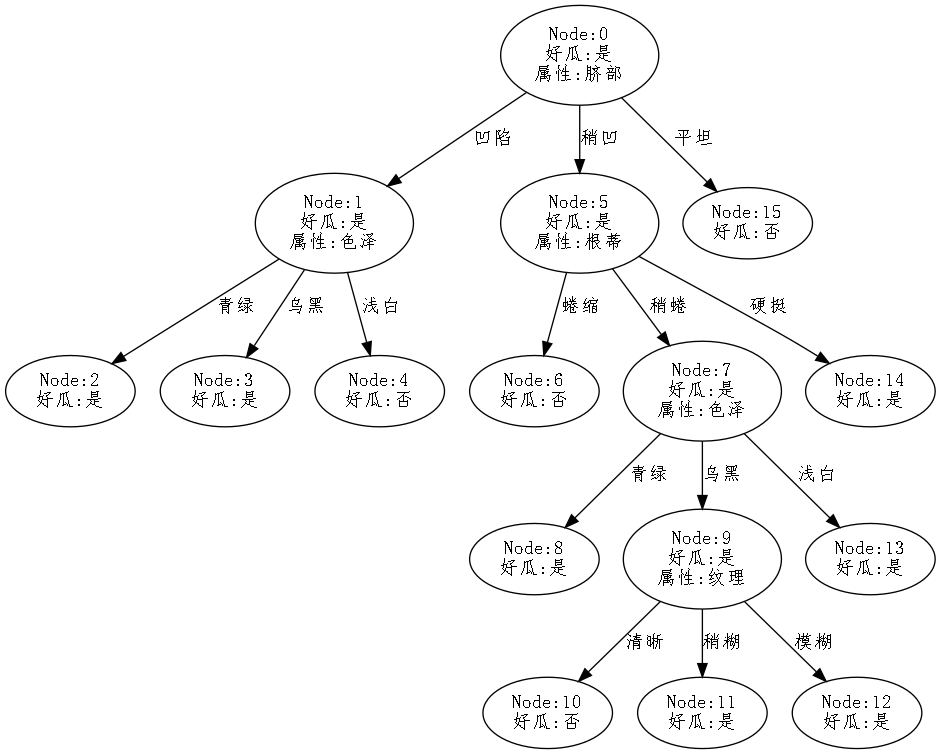 Node:0
好瓜:是
属性:脐部
凹陷
稍凹
平坦
Node:1
好瓜:是
属性:色泽
Node:5
好瓜:是
属性:根蒂
Node:15
好瓜:否
青绿
乌黑
浅白
蜷缩
稍蜷
硬挺
Node:2
好瓜:是
Node:3
好瓜:是
Node:4
好瓜:否
Node:6
好瓜:否
Node:7
好瓜:是
属性:色泽
Node:14
好瓜:是
青绿
乌黑
浅白
Node:8
好瓜:是
Node:9
好瓜:是
属性:纹理
Node:13
好瓜:是
清晰
稍糊
模糊
Node:10
好瓜:否
Node:11
好瓜:是
Node:12
好瓜:是